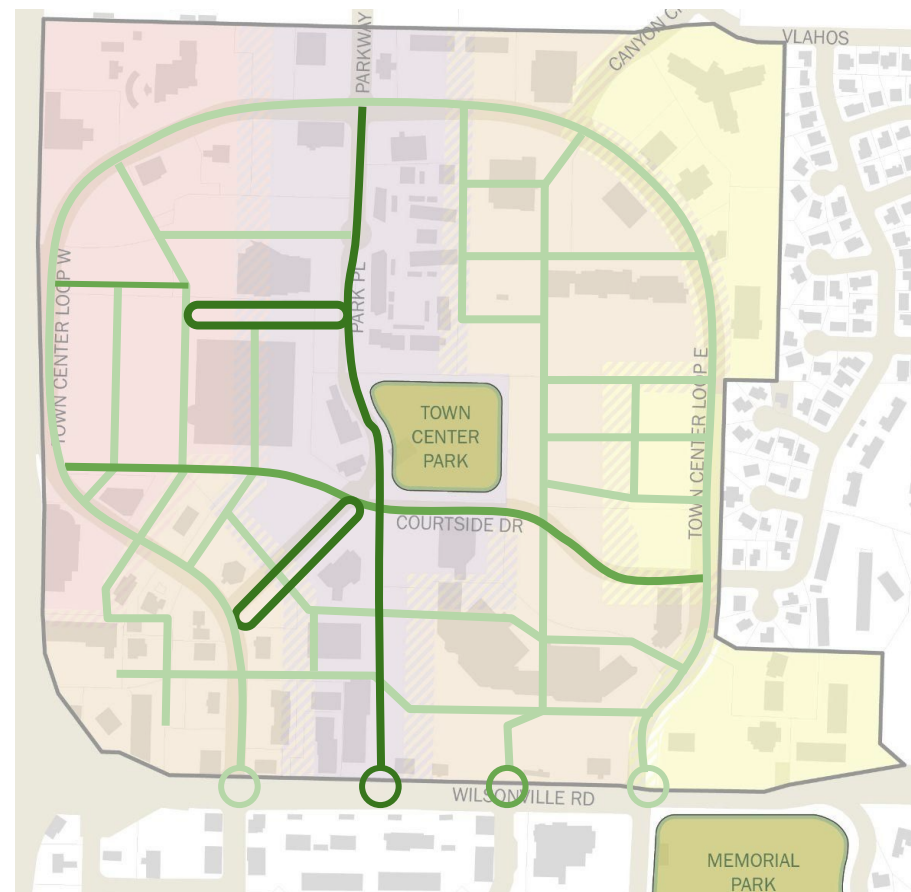 VLAHOS
CANYON C
PARKWAY
TOWN CENTER LOOP W
PARK PL
TOWN
CENTER
PARK
TOWN CENTER LOOP E
COURTSIDE DR
WILSONVILLE RD
MEMORIAL
PARK